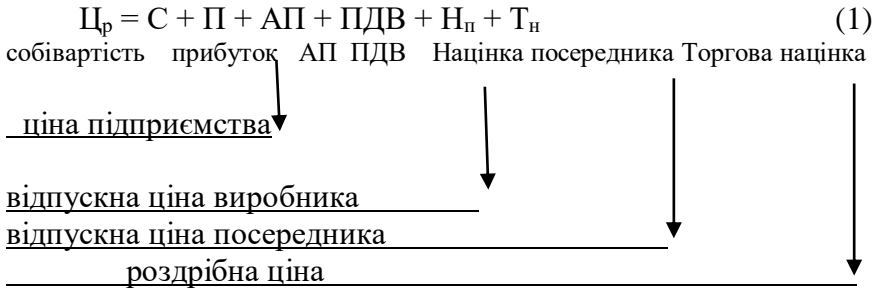 Цр = С + П + АП + ПДВ + Нп + Тн (1)
собівартість прибуток АП ПДВ Націнка посередника Торгова націнка
ціна підприємства
відпускна ціна виробника
відпускна ціна посередника
роздрібна ціна